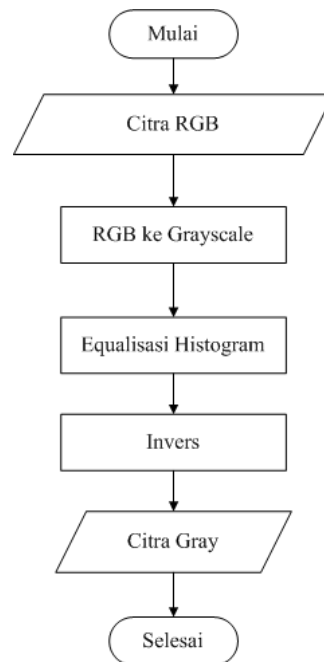 Mulai
Citra RGB
RGB ke Grayscale
Equalisasi Histogram
Invers
Citra Gray
Selesai